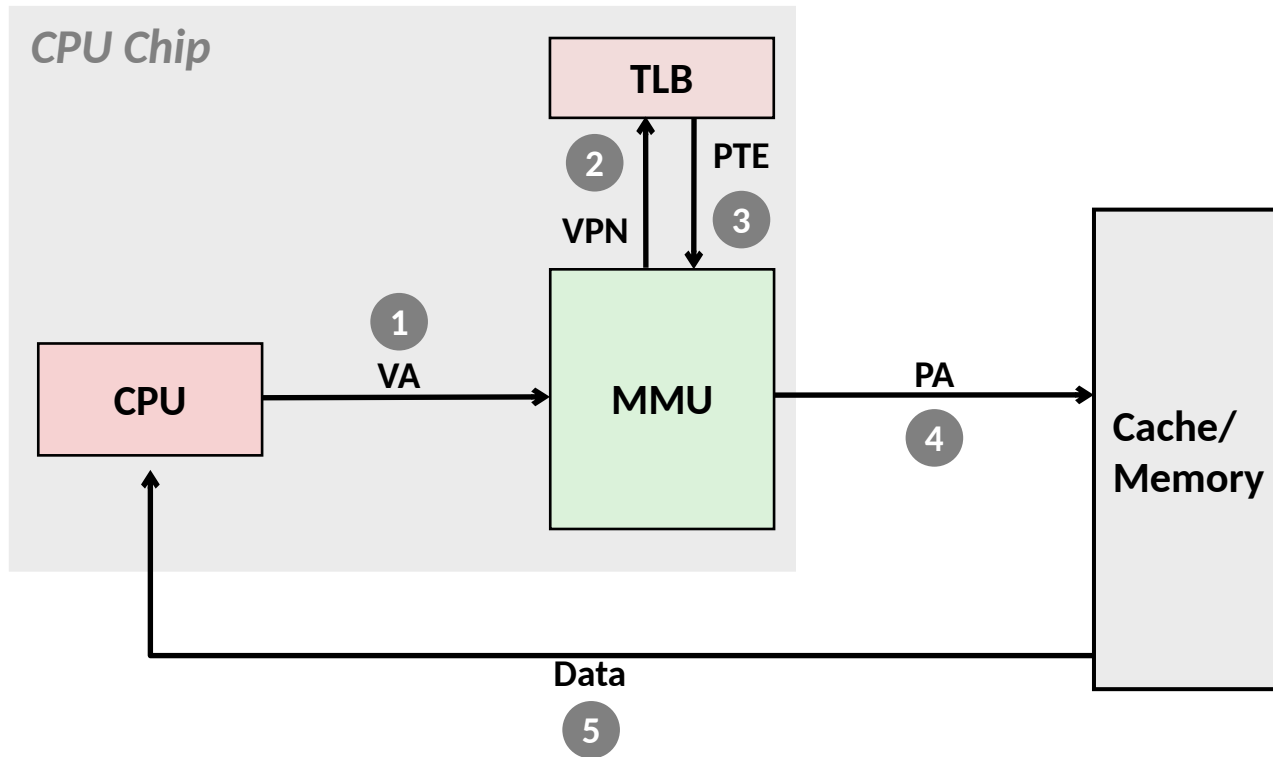 CPU Chip
TLB
2
PTE
3
VPN
1
VA
CPU
MMU
PA
4
Cache/
Memory
Data
5